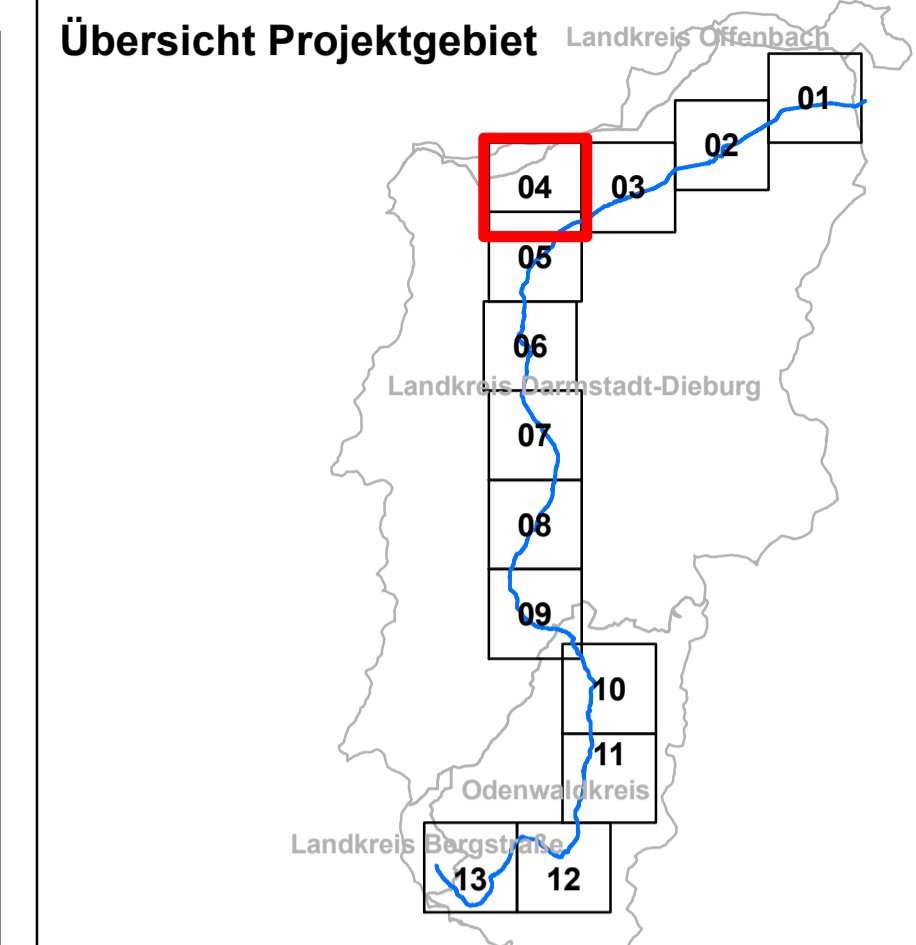 Übersicht Projektgebiet
Landkreis Offenbach
01
02
03
04
05
06
Landkreis Darmstadt-Dieburg
07
08
09
10
11
Odenwaldkreis
Landkreis Bergstraße
13
12